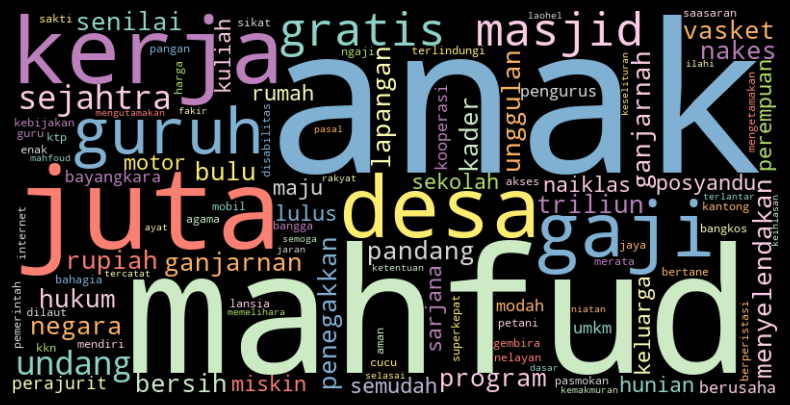 sakti
senilai
sikat
laohel
saasaran
kerja
gratis
masjid
vasket
pangan
kuliah
ngaji
terlindungi
nakes
anak
ilahi
harga
sejahtra
rumah
lapangan
kooperasi
kader
pengurus
unggulan
keselituran
ganjarnah
perempuan
mengetamakan
mengutamakan
fakir
kebijakan
guruh
guru
ktp
disabilitas
pasal
enak
mahfoud
motor
bulu
rakyat
juta
bayangkara
maju
sekolah
akses
naiklas
posyandu
desa
triliun
terlantar
kantong
keihlasan
mobil
agama
lulus
bangga
gaji
bangkos
internet
ayat
semoga
jaran
pandang
jaya
merata
bertane
rupiah
ganjarnan
tercatat
ketentuan
menyelendakan
bahagia
mahfud
pemerintah
hukum
dilaut
lansia
memelihara
penegakkan
sarjana
superkepat
modah
petani
niatan
umkm
keluarga
berperistasi
negara
kkn
mendiri
aman
gembira
nelayan
undang
cucu
selasai
dasar
perajurit
bersih
miskin
semudah
program
pasmokan
kemakmuran
hunian
berusaha